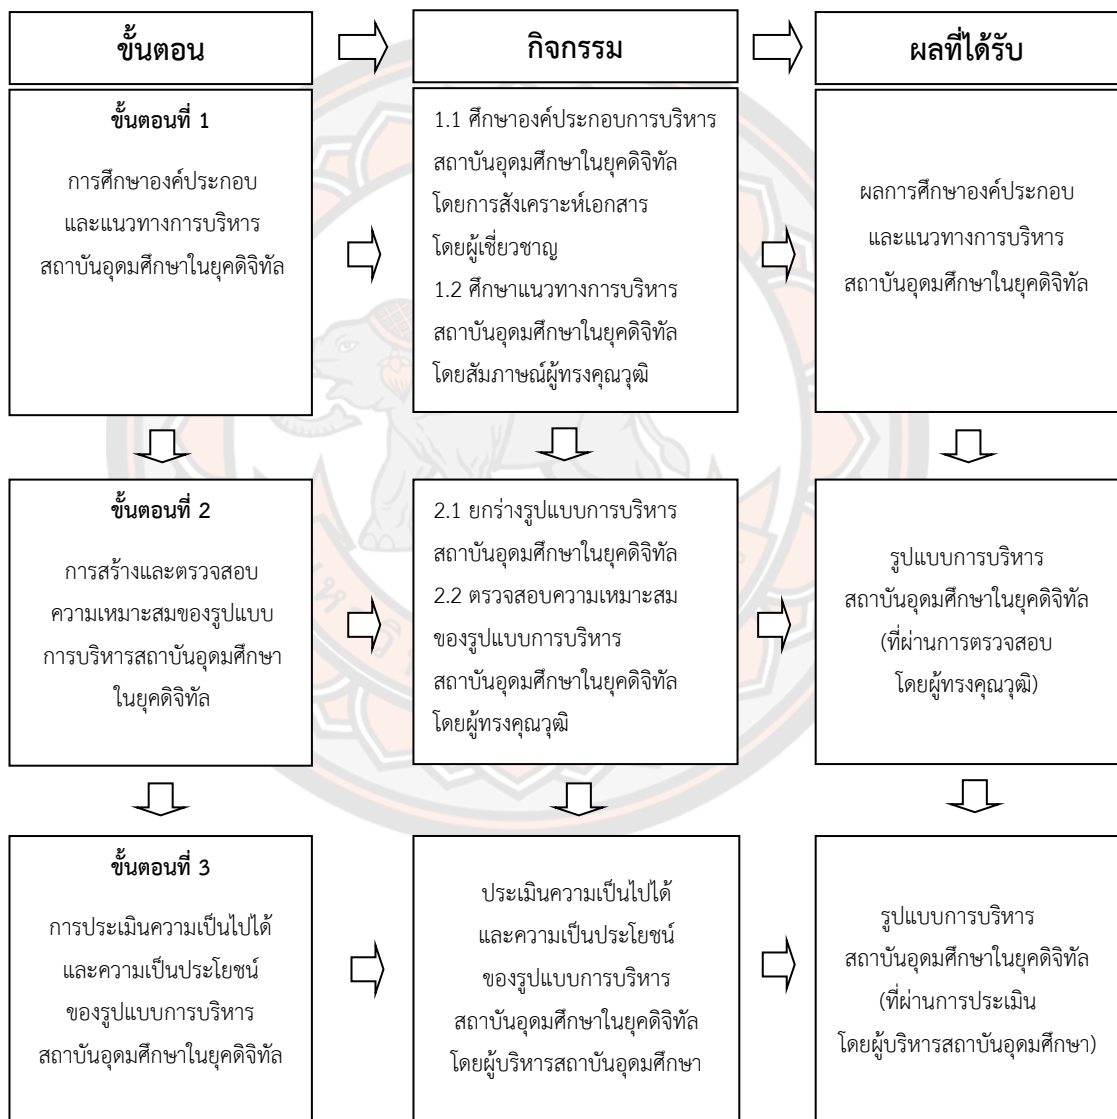 ขั้นตอน
กิจกรรม
ผลที่ได้รับ
ขั้นตอนที่ 1
การศึกษาองค์ประกอบ
และแนวทางการบริหาร
สถาบันอุดมศึกษาในยุคดิจิทัล
1.1 ศึกษาองค์ประกอบการบริหาร
สถาบันอุดมศึกษาในยุคดิจิทัล
โดยการสังเคราะห์เอกสาร
โดยผู้เชี่ยวชาญ
1.2 ศึกษาแนวทางการบริหาร
สถาบันอุดมศึกษาในยุคดิจิทัล
โดยสัมภาษณ์ผู้ทรงคุณวุฒิ
ผลการศึกษาองค์ประกอบ
และแนวทางการบริหาร
สถาบันอุดมศึกษาในยุคดิจิทัล
ขั้นตอนที่ 2
การสร้างและตรวจสอบ
ความเหมาะสมของรูปแบบ
การบริหารสถาบันอุดมศึกษา
ในยุคดิจิทัล
2.1 ยกร่างรูปแบบการบริหาร
สถาบันอุดมศึกษาในยุคดิจิทัล
2.2 ตรวจสอบความเหมาะสม
ของรูปแบบการบริหาร
สถาบันอุดมศึกษาในยุคดิจิทัล
โดยผู้ทรงคุณวุฒิ
รูปแบบการบริหาร
สถาบันอุดมศึกษาในยุคดิจิทัล
(ที่ผ่านการตรวจสอบ
โดยผู้ทรงคุณวุฒิ)
ขั้นตอนที่ 3
การประเมินความเป็นไปได้
และความเป็นประโยชน์
ของรูปแบบการบริหาร
สถาบันอุดมศึกษาในยุคดิจิทัล
ประเมินความเป็นไปได้
และความเป็นประโยชน์
ของรูปแบบการบริหาร
สถาบันอุดมศึกษาในยุคดิจิทัล
โดยผู้บริหารสถาบันอุดมศึกษา
รูปแบบการบริหาร
สถาบันอุดมศึกษาในยุคดิจิทัล
(ที่ผ่านการประเมิน
โดยผู้บริหารสถาบันอุดมศึกษา)